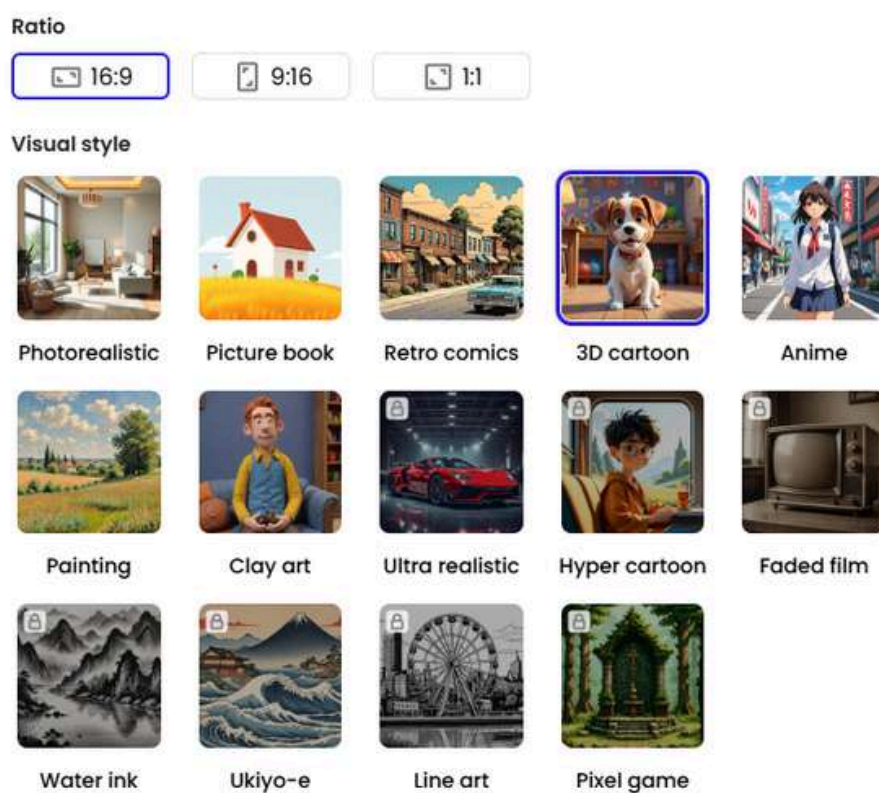 Ratio
16:9 9:16 1:1
Visual style
Photorealistic Picture book Retro comics 3D cartoon Anime
Painting Clay art Ultra realistic Hyper cartoon Faded film
Water ink Ukiyo-e Line art Pixel game